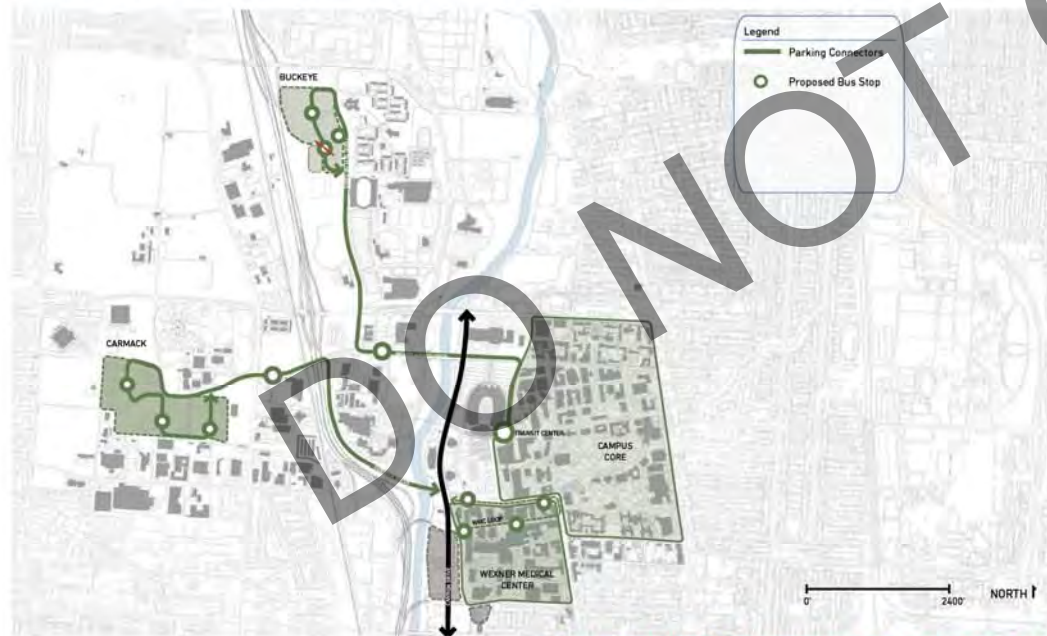 Legend
Parking Connectors
Proposed Bus Stop
BUCKEYE
CARMACK
TRANSIT CENTER
CAMPUS
CORE
WMC LOOP
WEXNER MEDICAL
CENTER
0'
2400'
NORTH
DO NOT